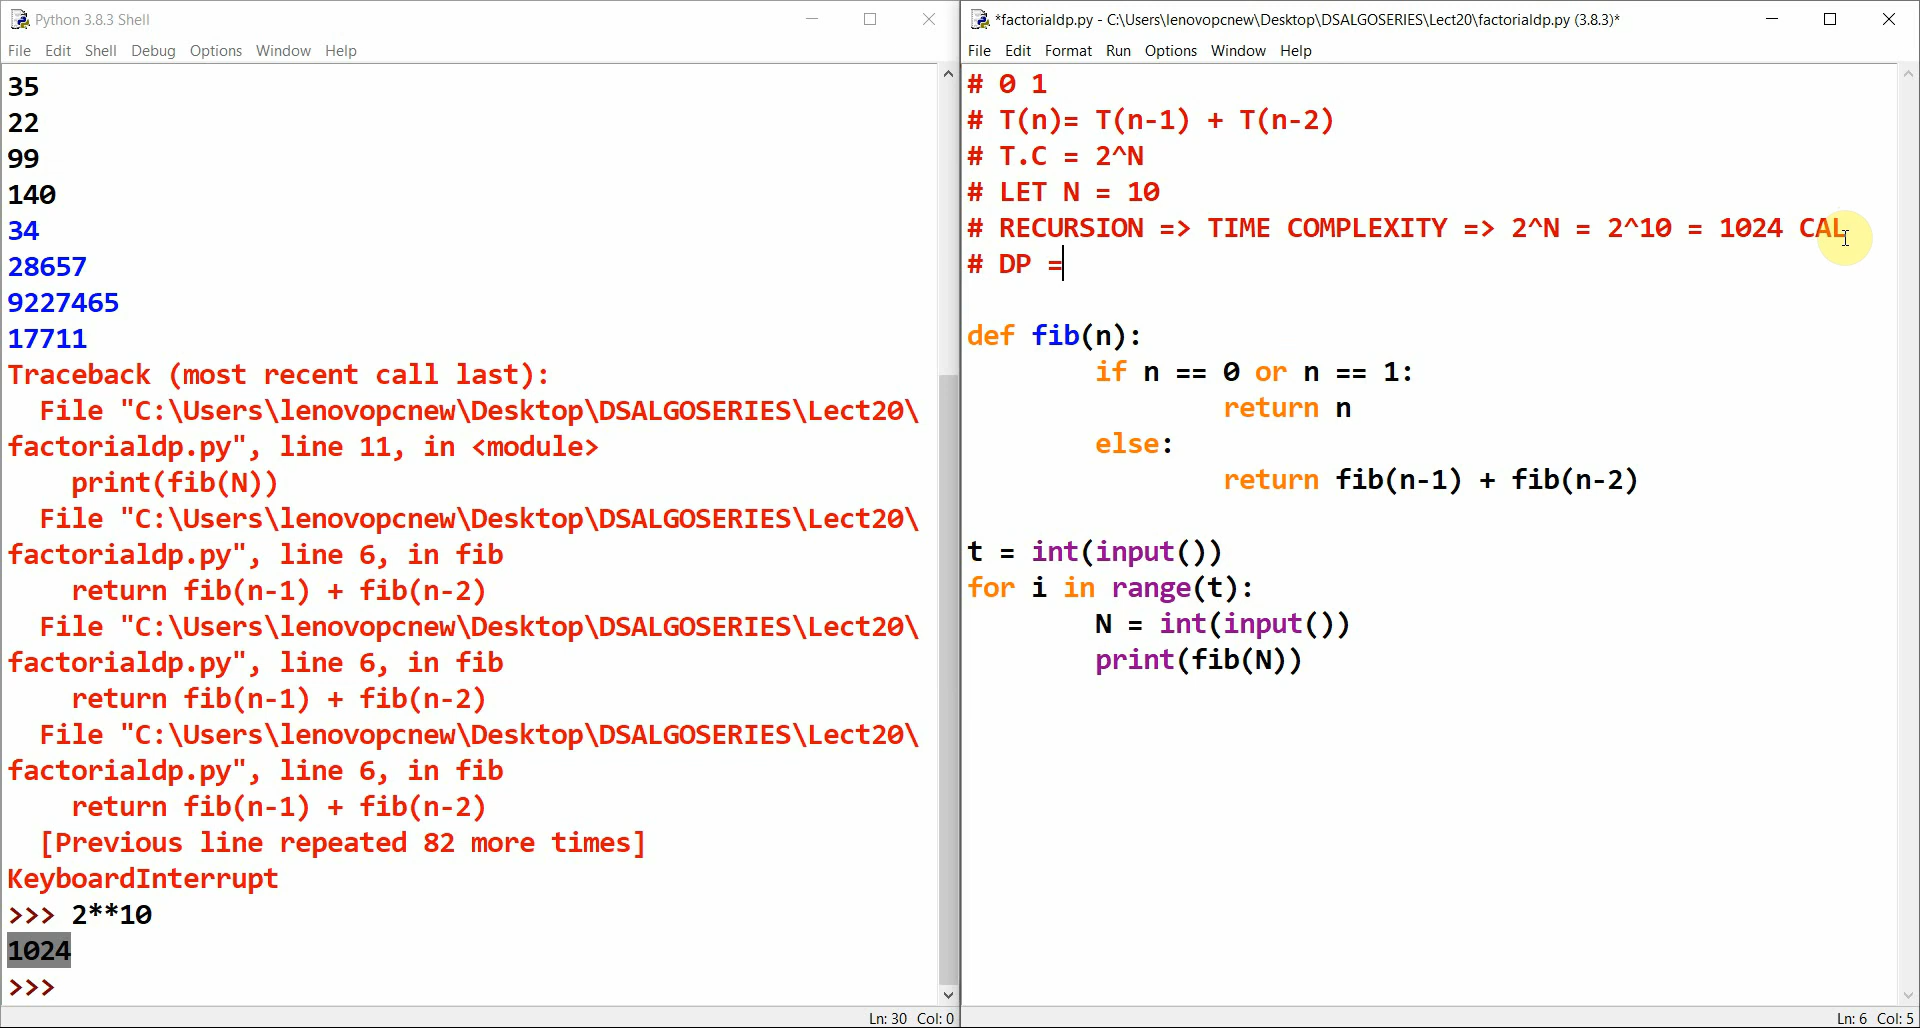 Python 3.8.3 Shell
File Edit Shell Debug Options Window Help
35
22
99
140
34
28657
9227465
17711
Traceback (most recent call last):
  File "C:\Users\lenovopcnew\Desktop\DSALGOSERIES\Lect20\
factorialdp.py", line 11, in <module>
    print(fib(N))
  File "C:\Users\lenovopcnew\Desktop\DSALGOSERIES\Lect20\
factorialdp.py", line 6, in fib
    return fib(n-1) + fib(n-2)
  File "C:\Users\lenovopcnew\Desktop\DSALGOSERIES\Lect20\
factorialdp.py", line 6, in fib
    return fib(n-1) + fib(n-2)
  File "C:\Users\lenovopcnew\Desktop\DSALGOSERIES\Lect20\
factorialdp.py", line 6, in fib
    return fib(n-1) + fib(n-2)
  [Previous line repeated 82 more times]
KeyboardInterrupt
>>> 2**10
1024
>>>
Ln: 30 Col: 0
*factorialdp.py - C:\Users\lenovopcnew\Desktop\DSALGOSERIES\Lect20\factorialdp.py (3.8.3)*
File Edit Format Run Options Window Help
# 0 1
# T(n)= T(n-1) + T(n-2)
# T.C = 2^N
# LET N = 10
# RECURSION => TIME COMPLEXITY => 2^N = 2^10 = 1024 CAL
# DP =
def fib(n):
        if n == 0 or n == 1:
                return n
        else:
                return fib(n-1) + fib(n-2)
t = int(input())
for i in range(t):
        N = int(input())
        print(fib(N))
Ln: 6 Col: 5